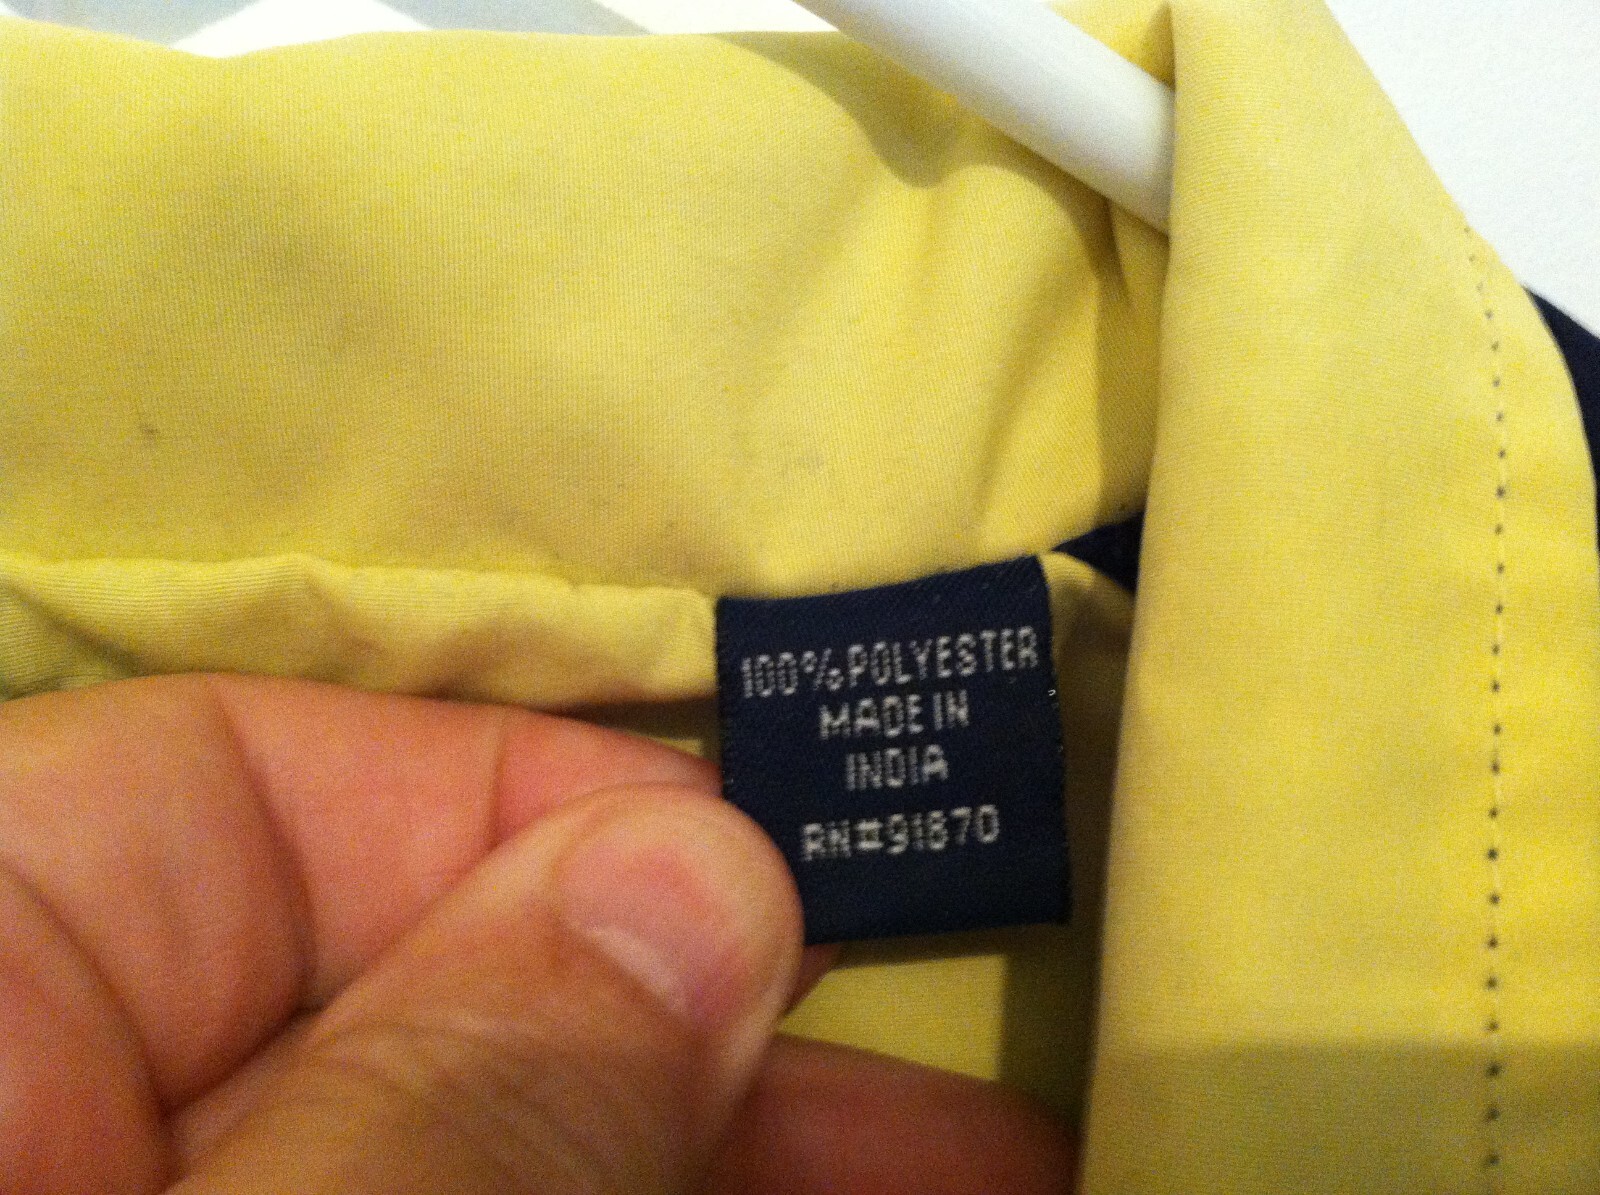 100% POLYESTER
MADE IN
INDIA
RN#91870